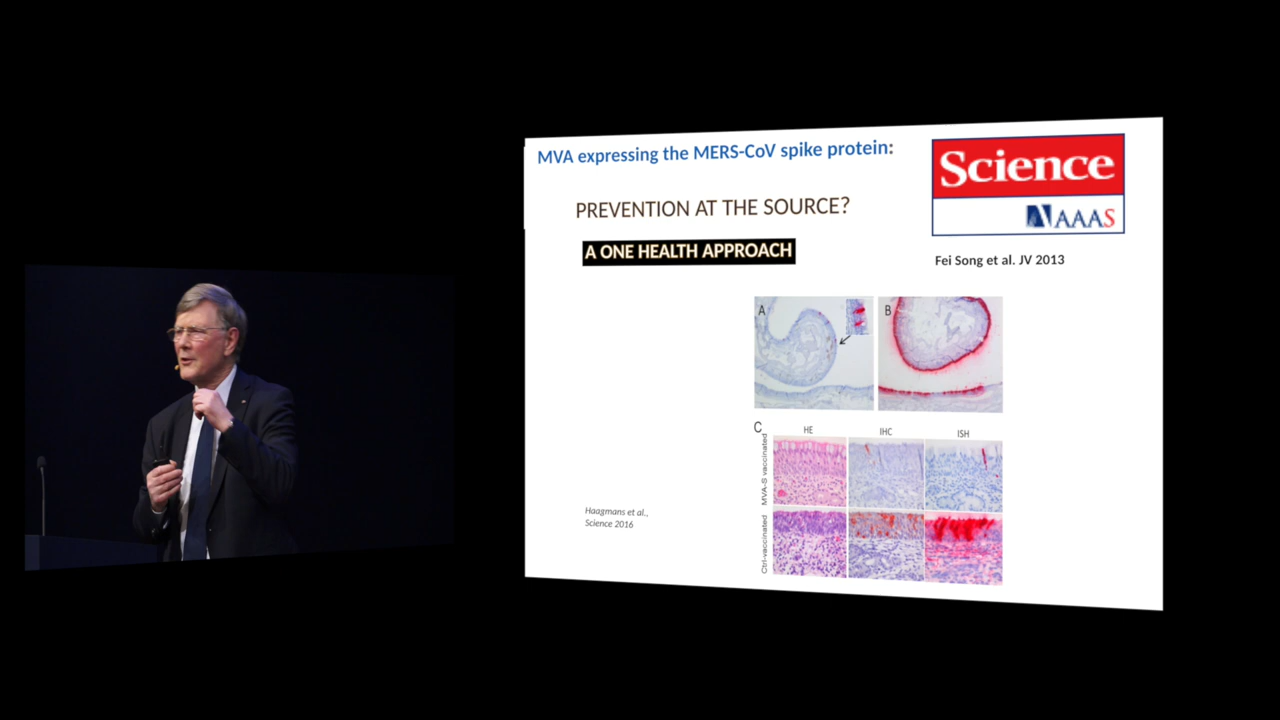 MVA expressing the MERS-CoV spike protein:
PREVENTION AT THE SOURCE?
A ONE HEALTH APPROACH
Science
AAAS
Fei Song et al. JV 2013
A
B
C
HE
IHC
ISH
MVA-S vaccinated
Ctrl-vaccinated
Haagmans et al.,
Science 2016